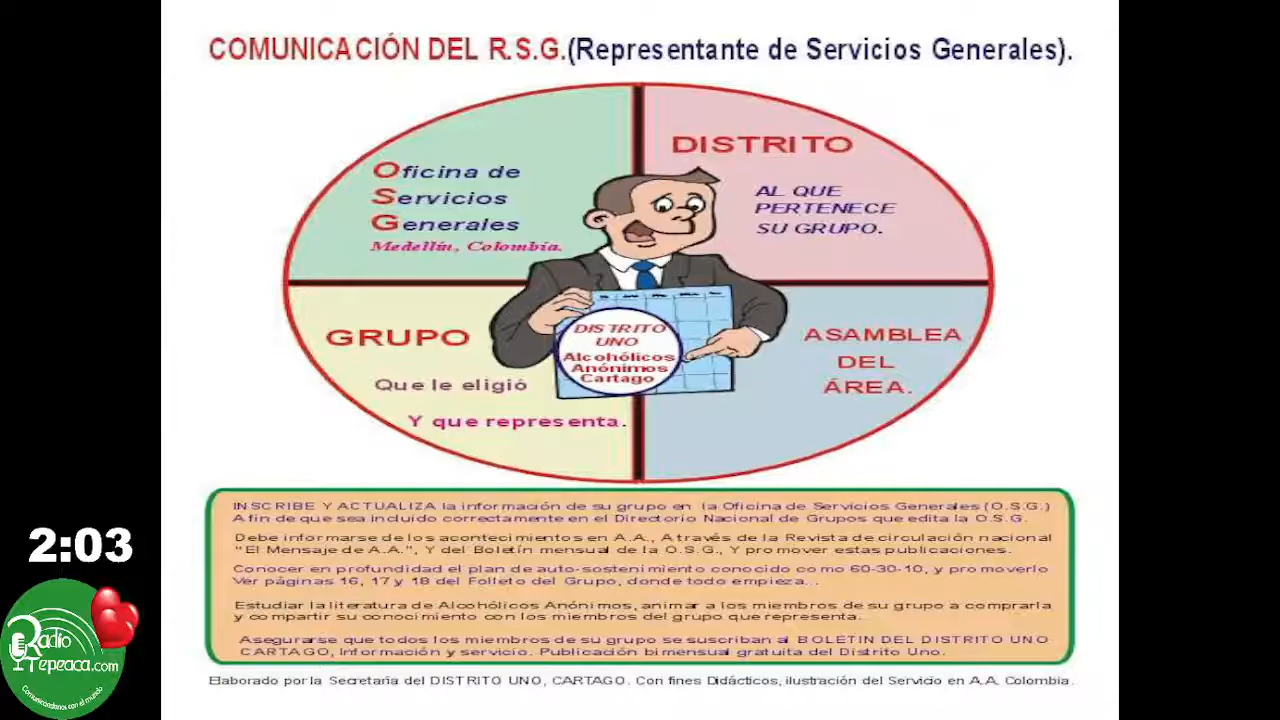 COMUNICACIÓN DEL R.S.G.(Representante de Servicios Generales).
Oficina de
Servicios
Generales
Medellín, Colombia.
DISTRITO
AL QUE
PERTENECE
SU GRUPO.
GRUPO
Que le eligió
Y que representa.
DISTRITO
UNO
Alcohólicos
Anónimos
Cartago
ASAMBLEA
DEL
ÁREA.
INSCRIBE Y ACTUALIZA la información de su grupo en la Oficina de Servicios Generales (O.S.G.)
A fin de que sea incluido correctamente en el Directorio Nacional de Grupos que edita la O.S.G.
Debe informarse de los acontecimientos en A.A., A través de la Revista de circulación nacional
"El Mensaje de A.A.", Y del Boletín mensual de la O.S.G., Y promover estas publicaciones.
Conocer en profundidad el plan de auto-sostenimiento conocido como 60-30-10, y promoverlo
Ver páginas 16, 17 y 18 del Folleto del Grupo, donde todo empieza...
Estudiar la literatura de Alcohólicos Anónimos, animar a los miembros de su grupo a comprarla
y compartir su conocimiento con los miembros del grupo que representa..
Asegurarse que todos los miembros de su grupo se suscriban al BOLETIN DEL DISTRITO UNO
CARTAGO, Información y servicio. Publicación bimensual gratuita del Distrito Uno.
Elaborado por la Secretaría del DISTRITO UNO, CARTAGO. Con fines Didácticos, ilustración del Servicio en A.A. Colombia.
2:03
Radio
Tepeaca.com
Comunicandonos con el mundo